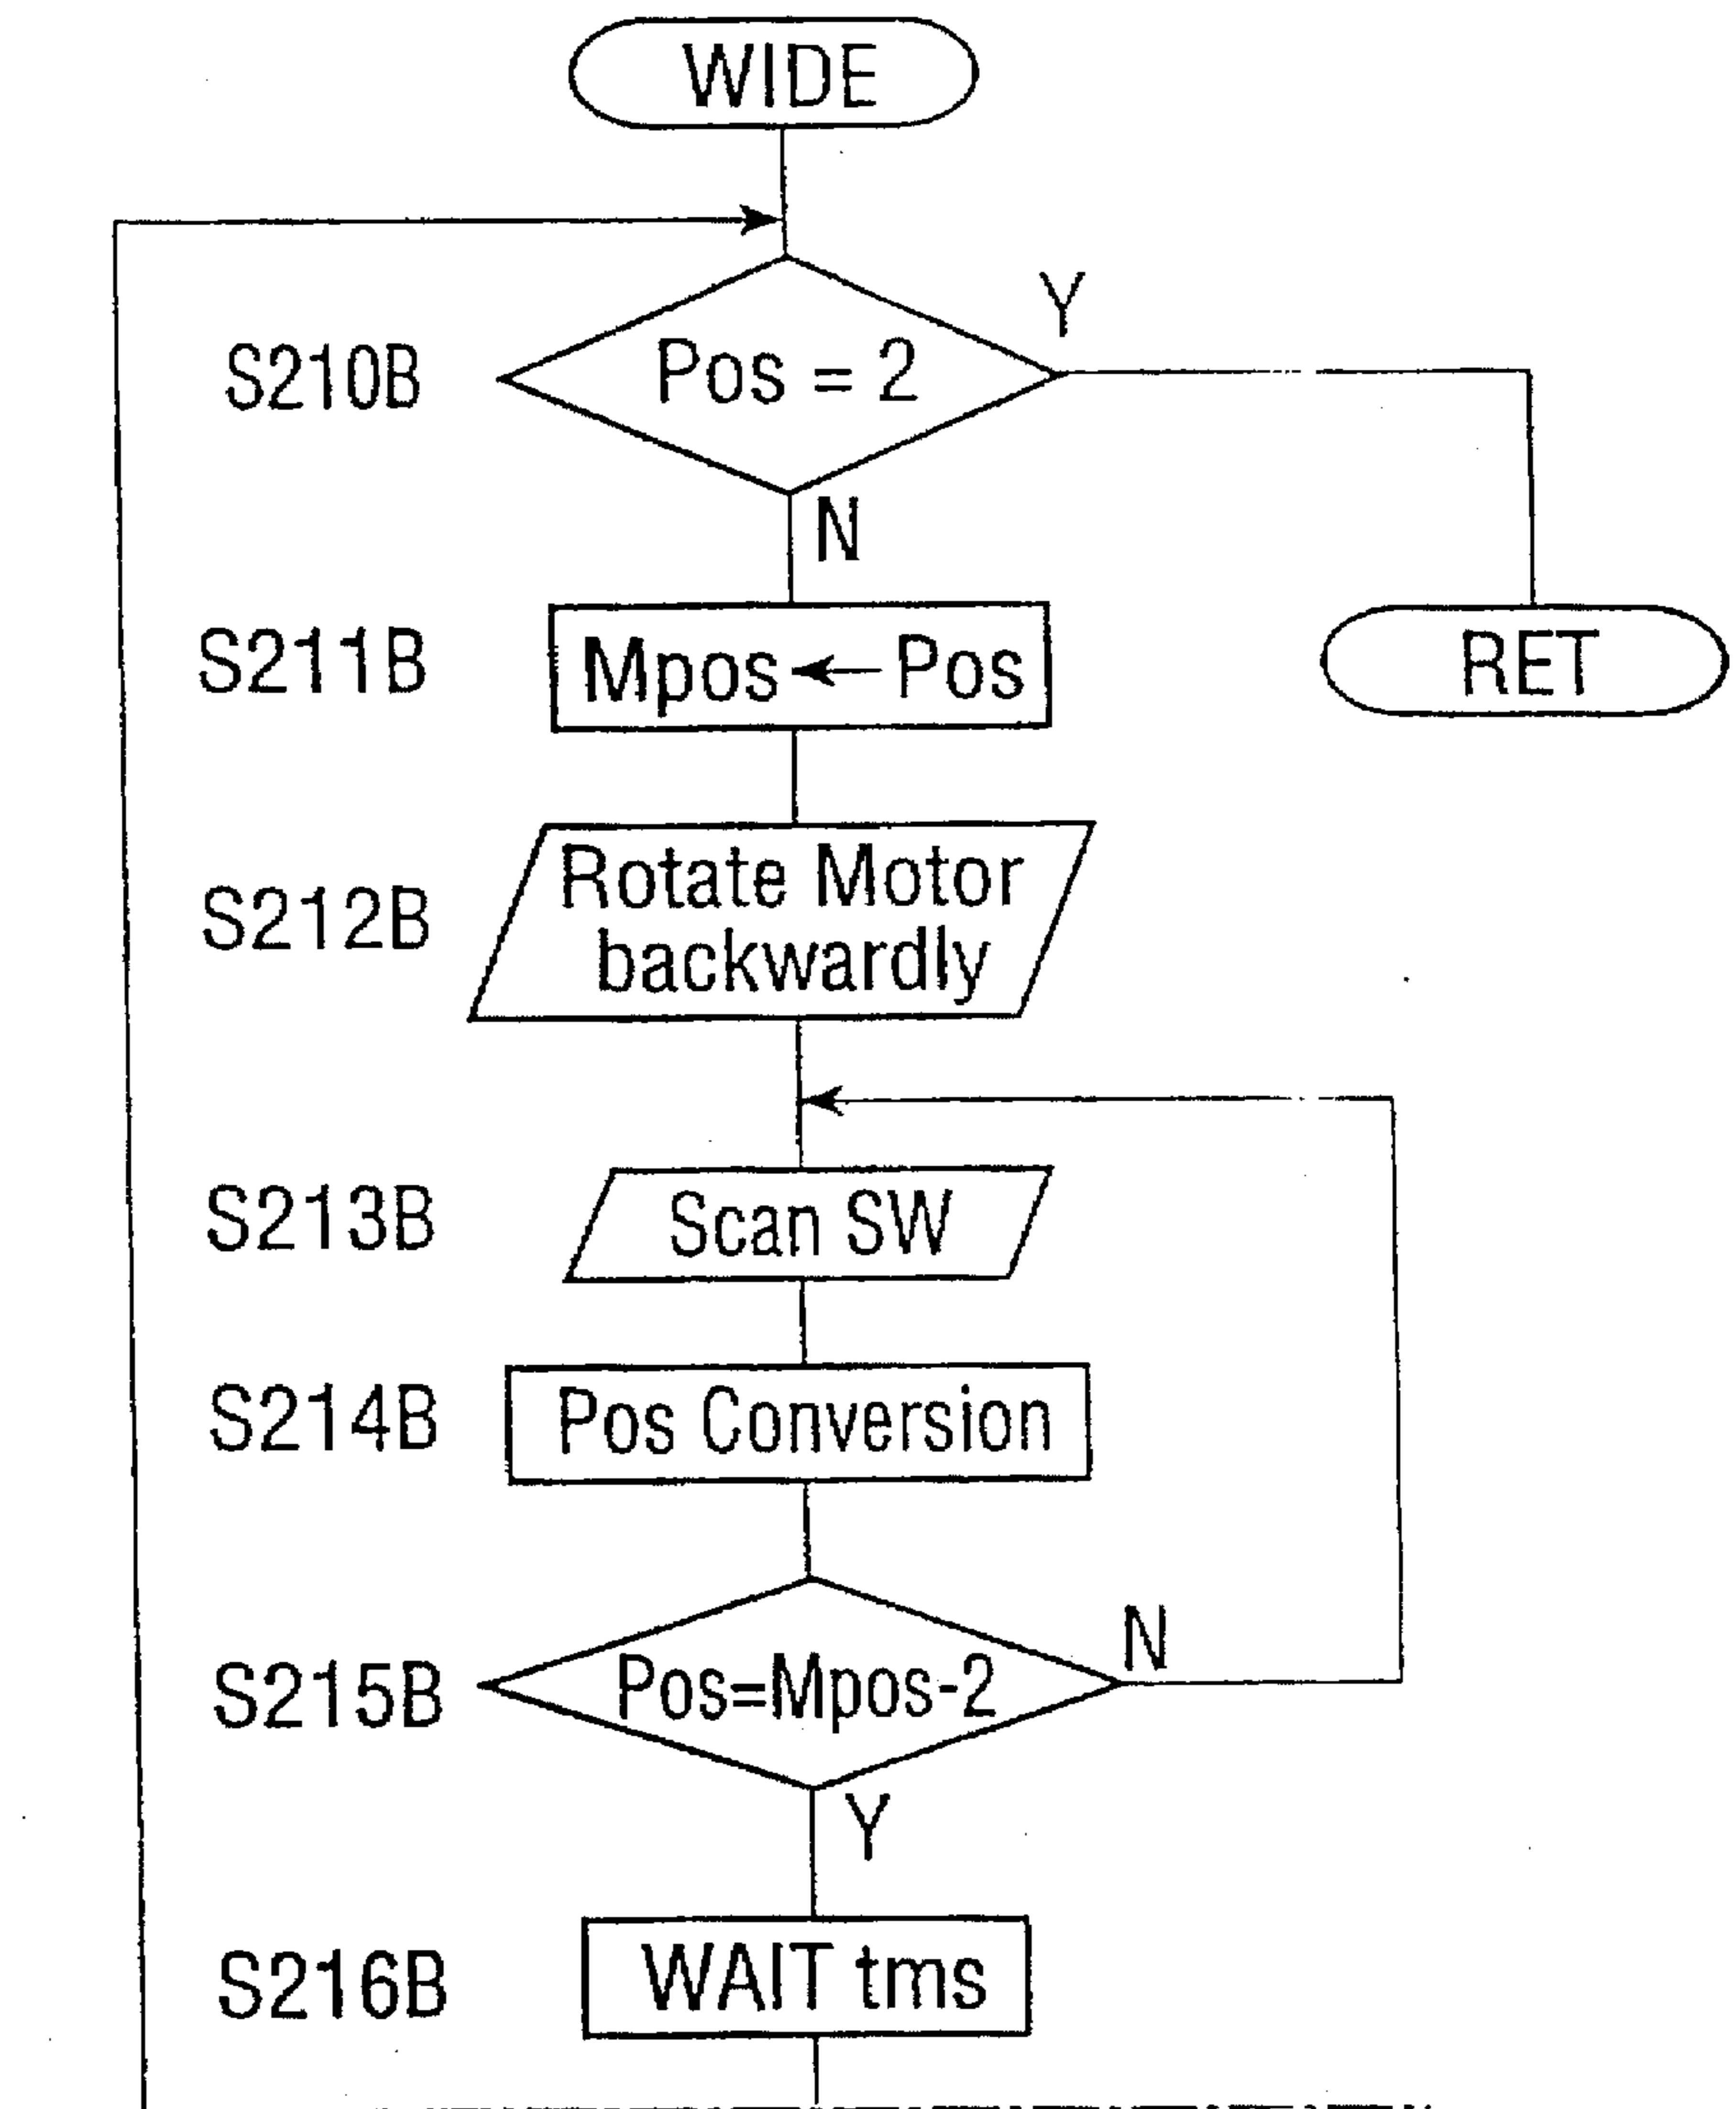 WIDE
S210B
Pos = 2
Y
N
S211B
Mpos ← Pos
RET
S212B
Rotate Motor
backwardly
S213B
Scan SW
S214B
Pos Conversion
S215B
Pos=Mpos-2
N
Y
S216B
WAIT tms